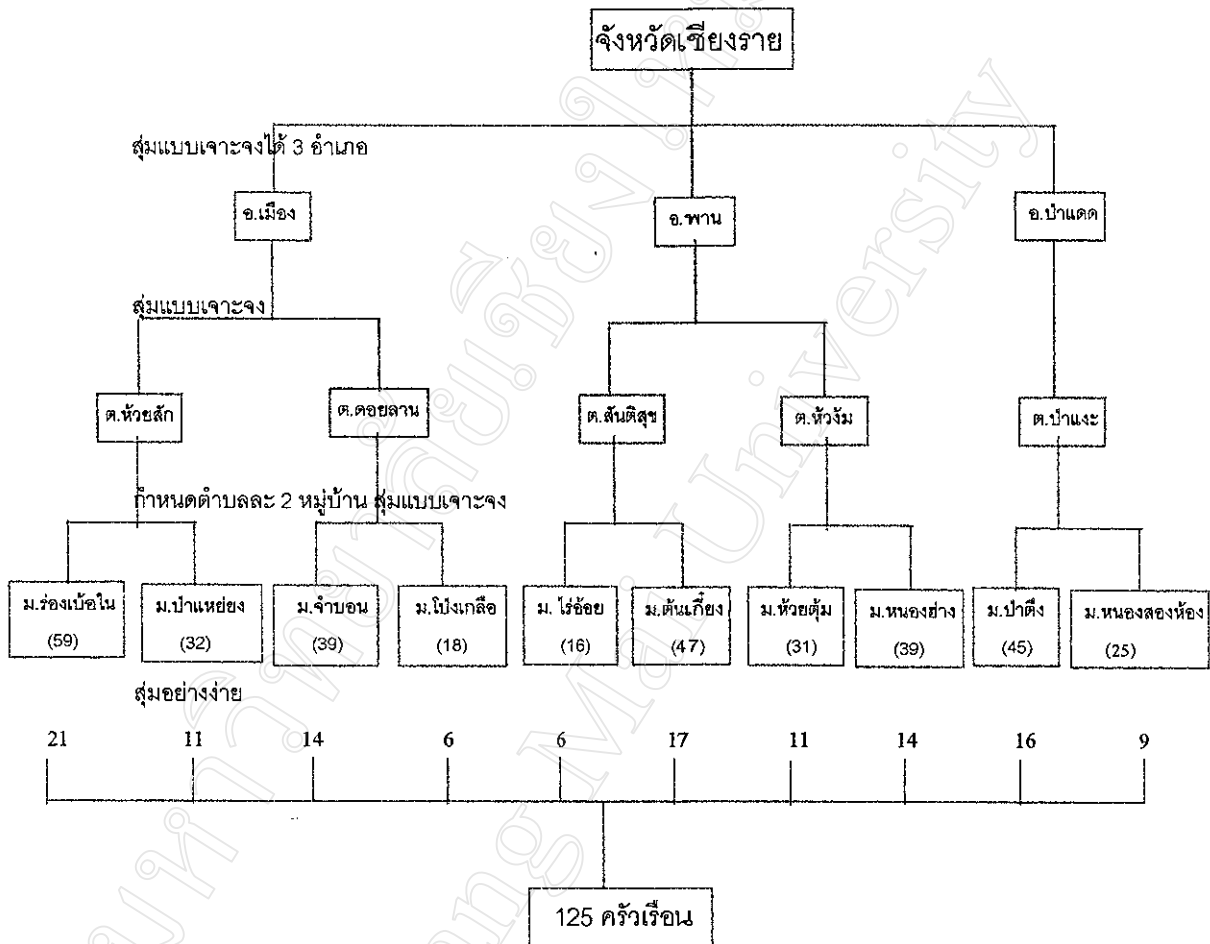 จังหวัดเชียงราย
สุ่มแบบเจาะจงได้ 3 อำเภอ
อ.เมือง
อ.พาน
อ.ป่าแดด
สุ่มแบบเจาะจง
ต.ห้วยสัก
ต.ดอยลาน
ต.สันติสุข
ต.หัวง้ม
ต.ป่าแงะ
กำหนดตำบลละ 2 หมู่บ้าน สุ่มแบบเจาะจง
ม.ร่องเบ้อใน
(59)
ม.ป่าแหย่ยง
(32)
ม.จำบอน
(39)
ม.โป่งเกลือ
(18)
ม. ไร่อ้อย
(16)
ม.ต้นเกี๋ยง
(47)
ม.ห้วยตุ้ม
(31)
ม.หนองฮ่าง
(39)
ม.ป่าตึง
(45)
ม.หนองสองห้อง
(25)
สุ่มอย่างง่าย
21 11 14 6 6 17 11 14 16 9
125 ครัวเรือน